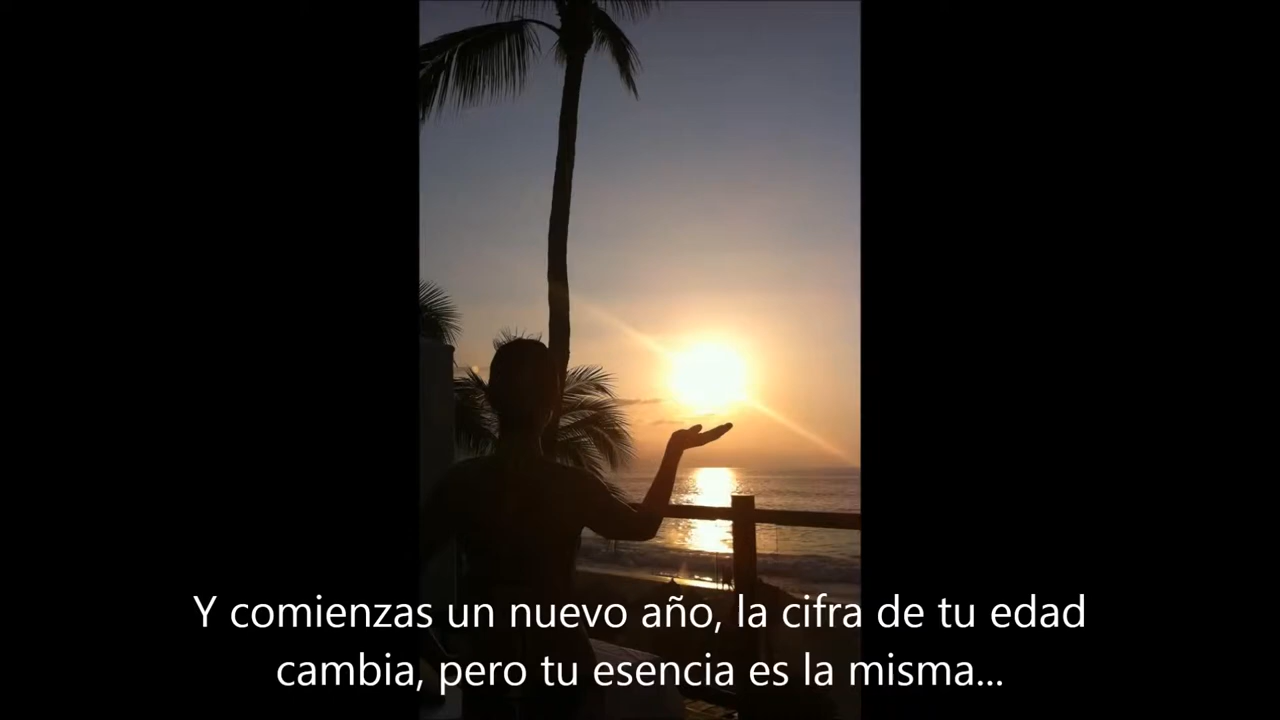 Y comienzas un nuevo año, la cifra de tu edad
cambia, pero tu esencia es la misma...